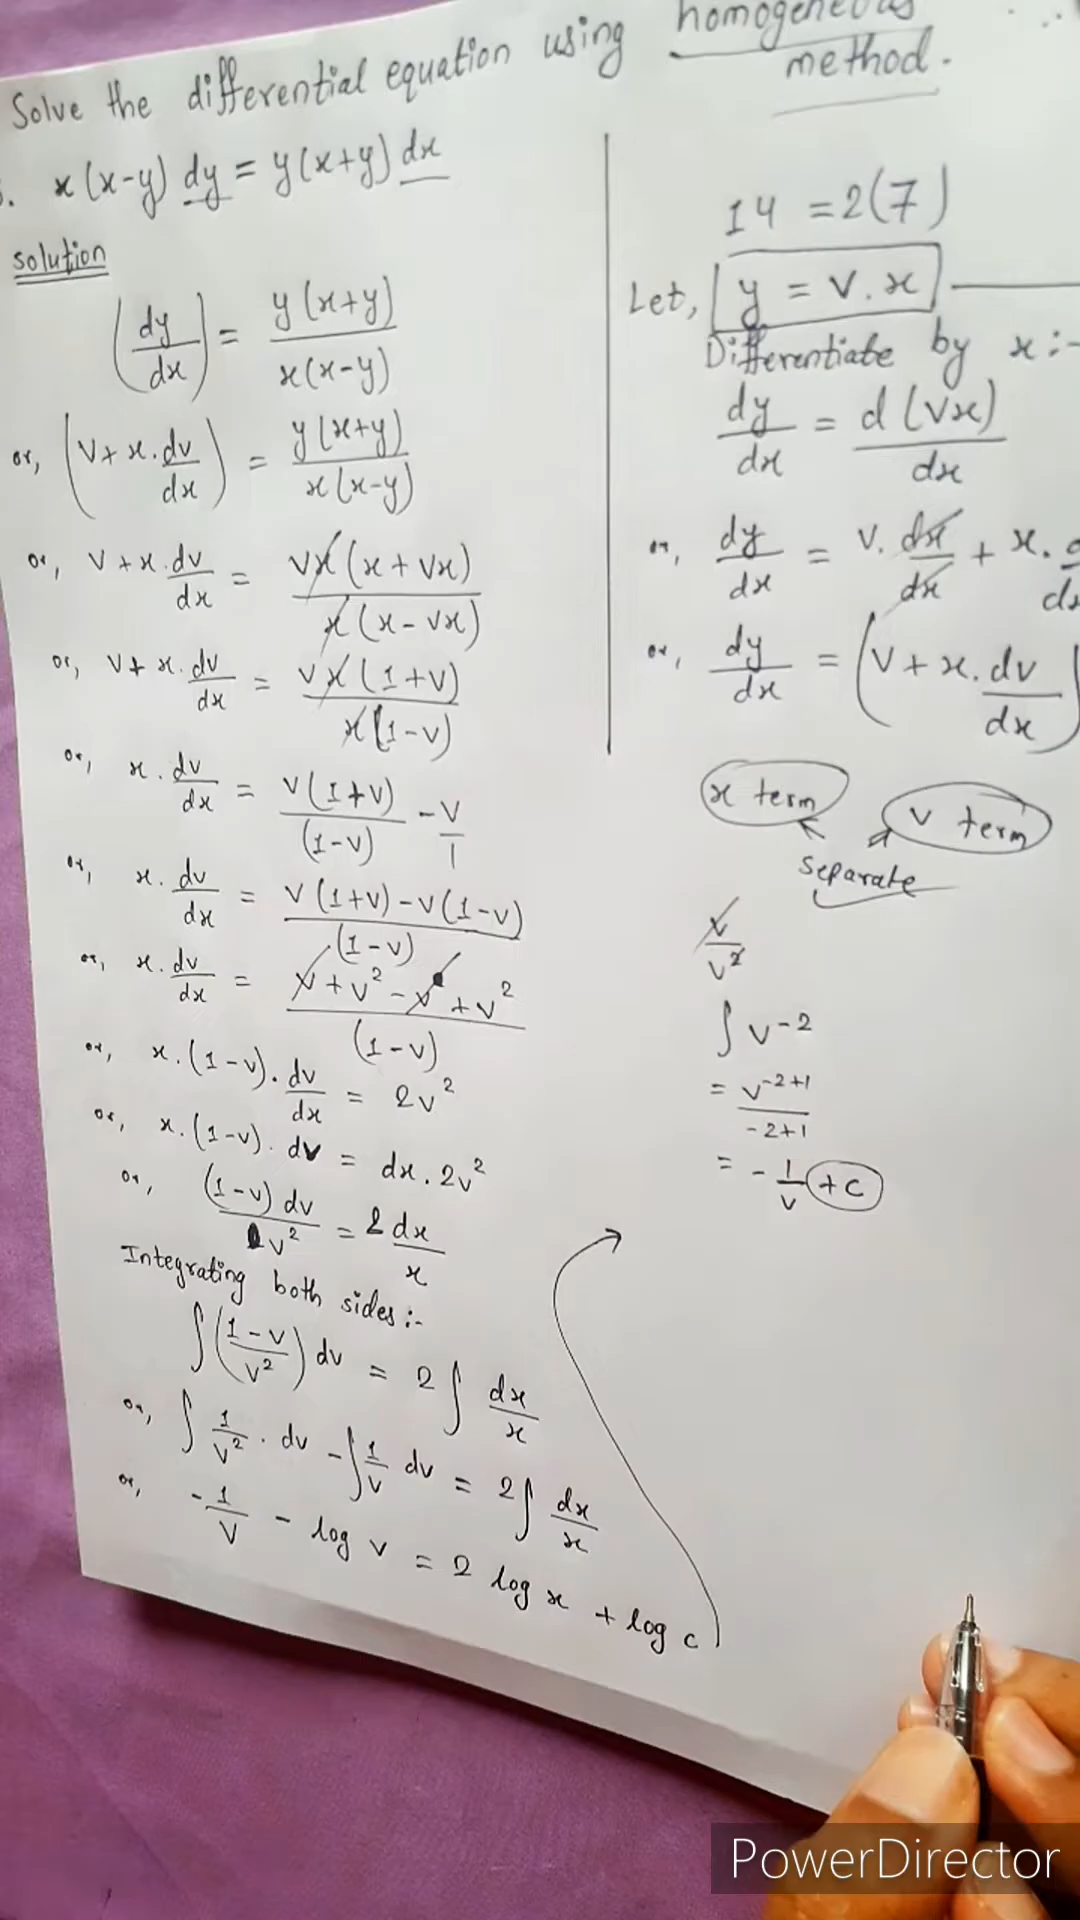 Solve the differential equation using homogeneous
method.
x(x-y) dy = y(x+y) dx
solution
(dy/dx) = y(x+y)/x(x-y)
or, (v+x.dv/dx) = y(x+y)/x(x-y)
or, v+x.dv/dx = vx(x+vx)/x(x-vx)
or, v+x.dv/dx = vx(1+v)/x(1-v)
or, x.dv/dx = v(1+v)/(1-v) - v/1
or, x.dv/dx = v(1+v)-v(1-v)/(1-v)
or, x.dv/dx = v+v²-v+v²/(1-v)
or, x.(1-v).dv/dx = 2v²
or, x.(1-v).dv = dx.2v²
or, (1-v)dv/v² = 2dx/x
Integrating both sides:-
∫(1-v/v²)dv = 2∫dx/x
or, ∫1/v².dv - ∫1/v dv = 2∫dx/x
or, -1/v - log v = 2 log x + log c
14 = 2(7)
Let, y = v.x
Differentiate by x:-
dy/dx = d(vx)/dx
or, dy/dx = v.dx/dx + x.
or, dy/dx = (v+x.dv/dx)
x term v term
separate
v/v²
∫v-2
= v-2+1/-2+1
= -1/v +c
PowerDirector